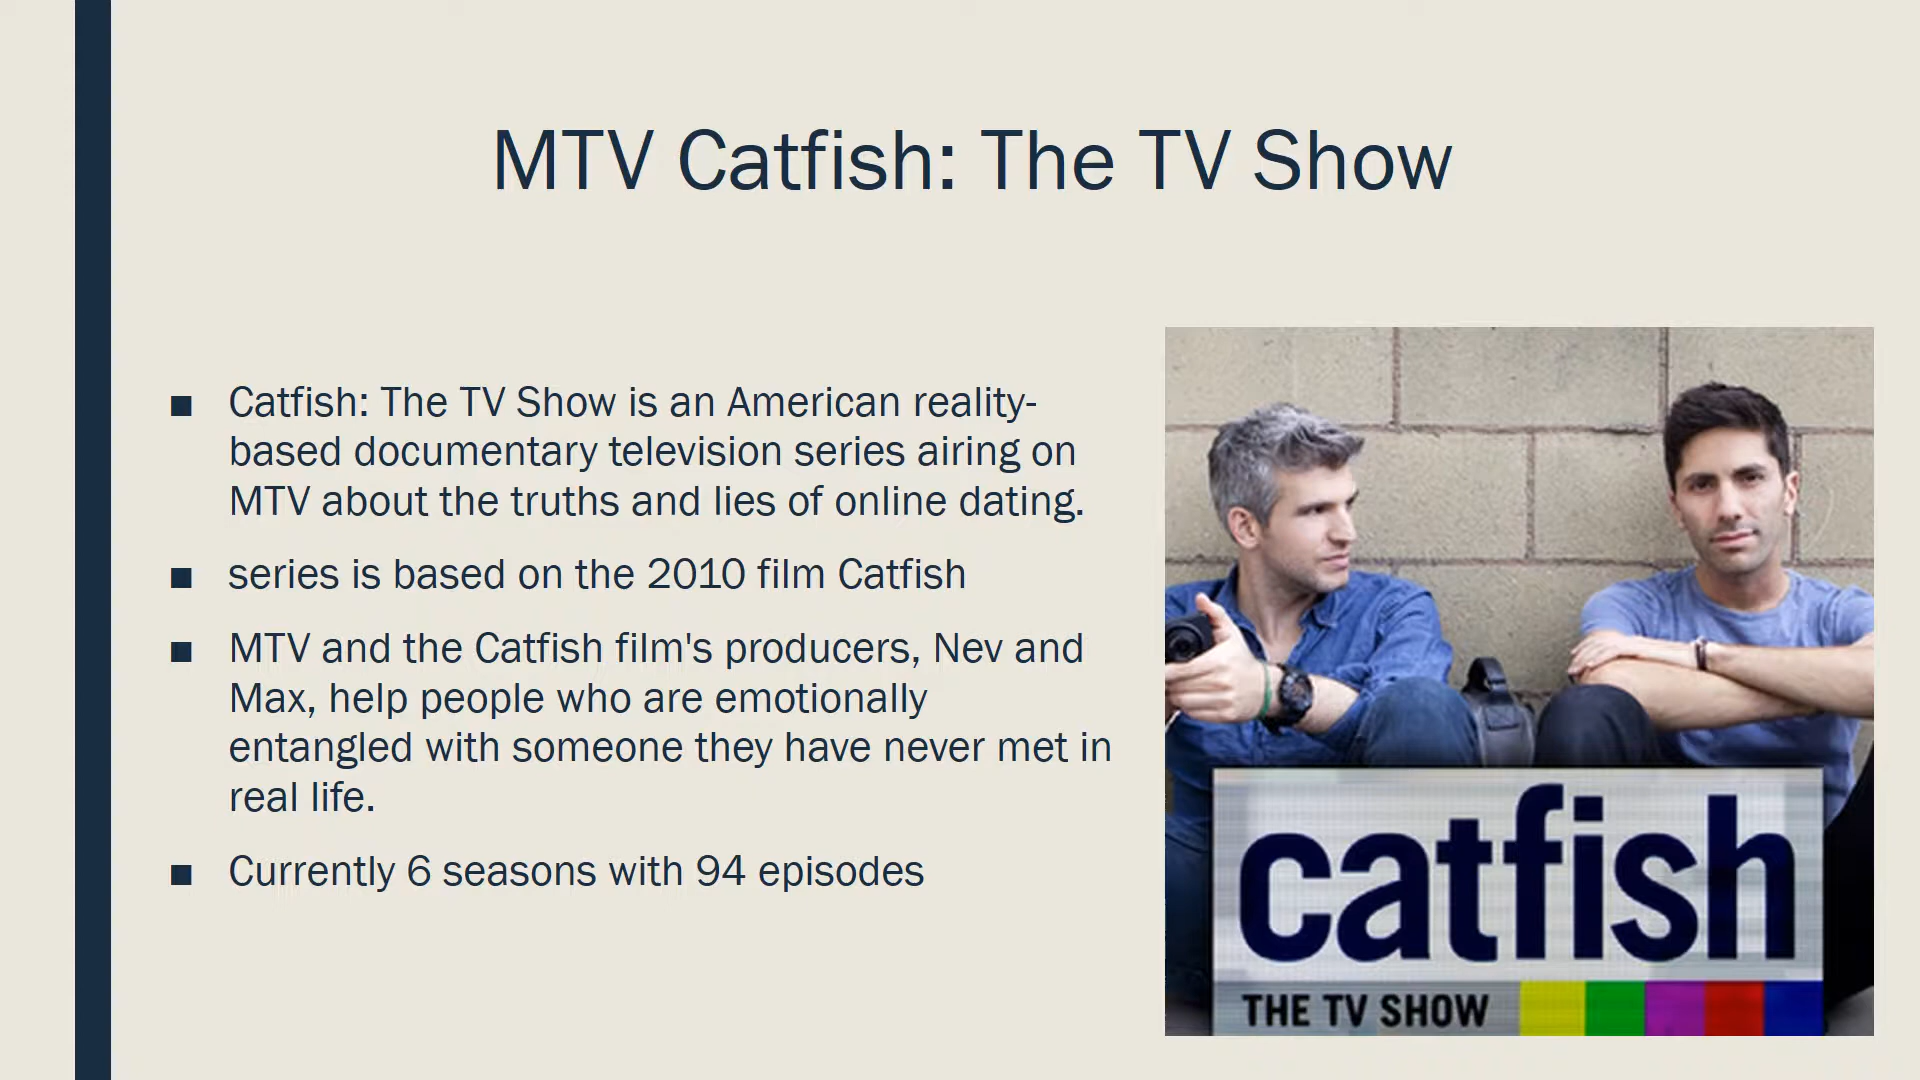 MTV Catfish: The TV Show
Catfish: The TV Show is an American reality-
based documentary television series airing on
MTV about the truths and lies of online dating.
series is based on the 2010 film Catfish
MTV and the Catfish film's producers, Nev and
Max, help people who are emotionally
entangled with someone they have never met in
real life.
Currently 6 seasons with 94 episodes
catfish
THE TV SHOW